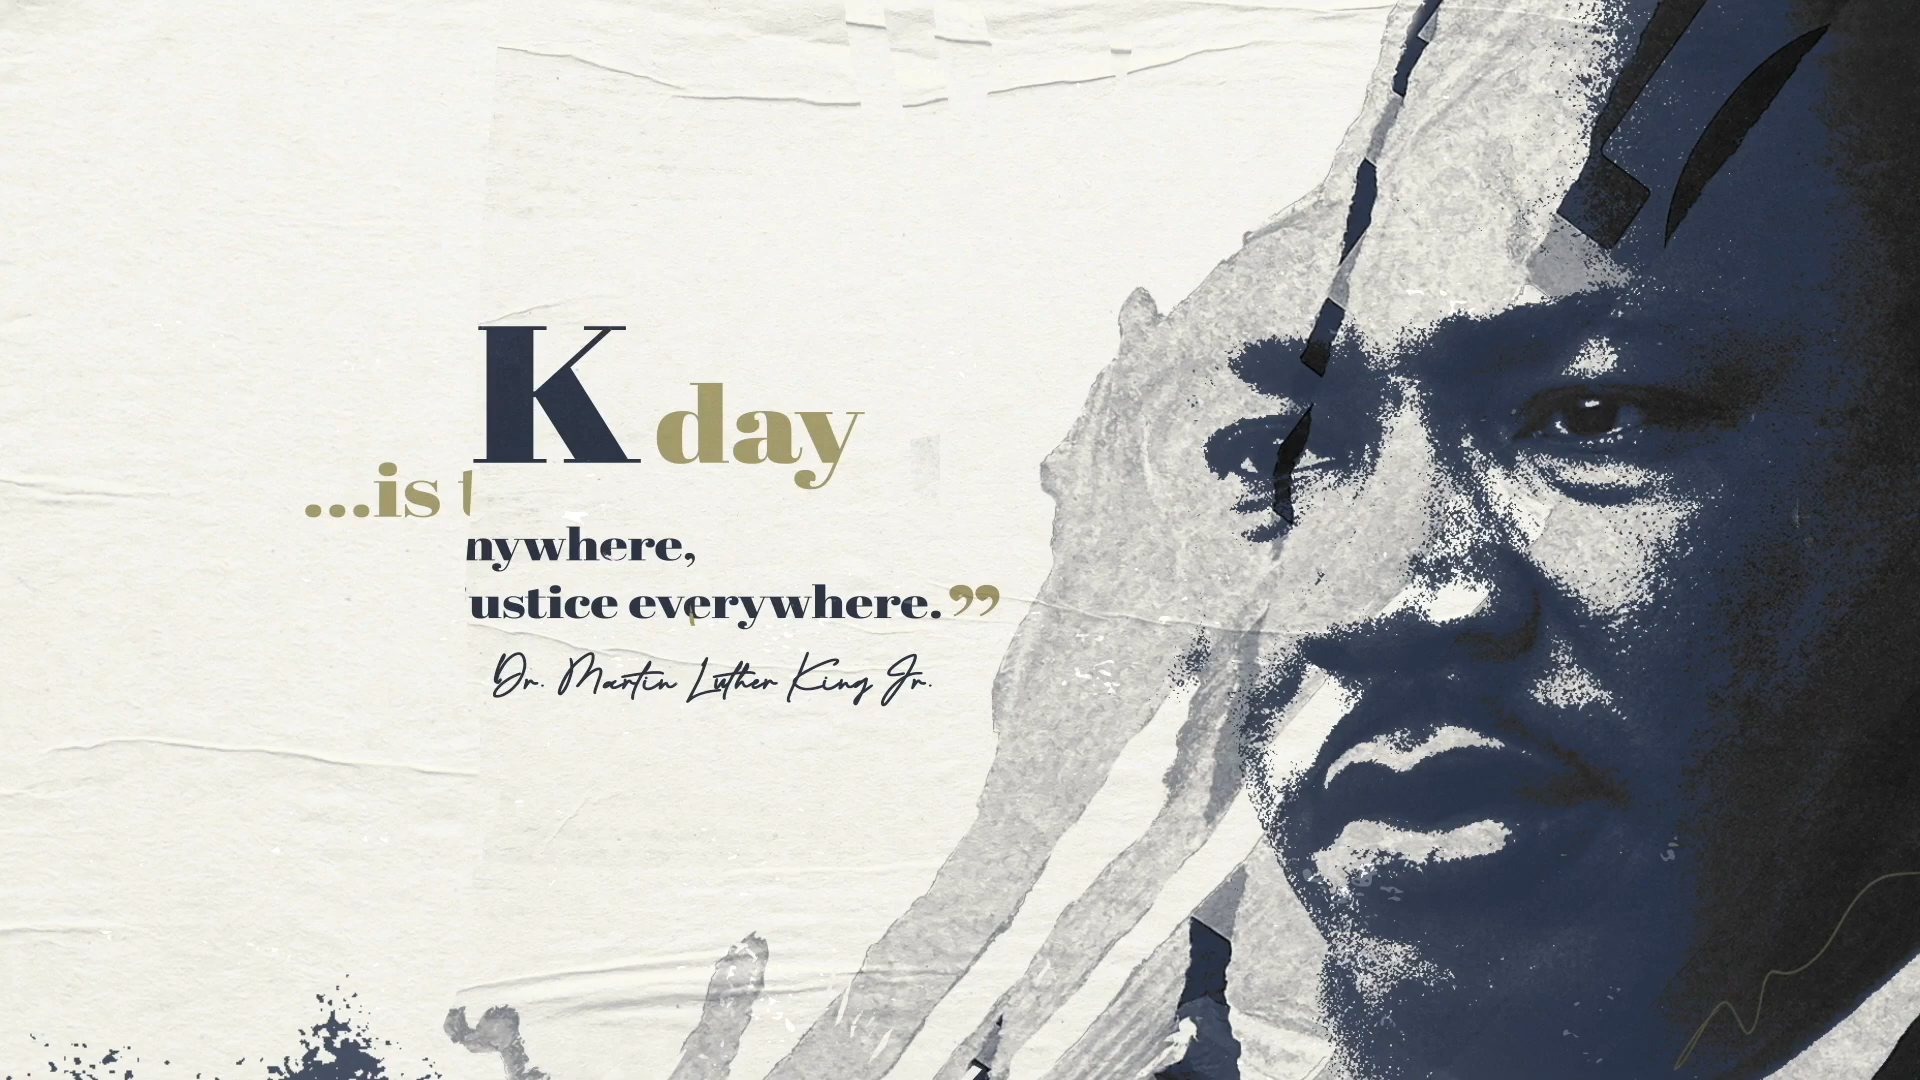 K day
...is t
nywhere,
ustice everywhere.”
Dr. Martin Luther King Jr.